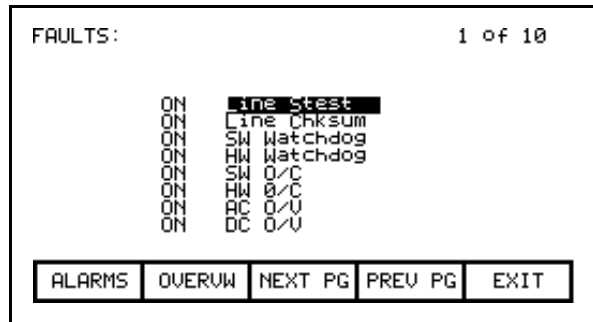 FAULTS: 1 of 10
ON Line Stest
ON Line Chksum
ON SW Watchdog
ON HW Watchdog
ON SW O/C
ON HW O/C
ON AC O/V
ON DC O/V
ALARMS OVERVW NEXT PG PREV PG EXIT